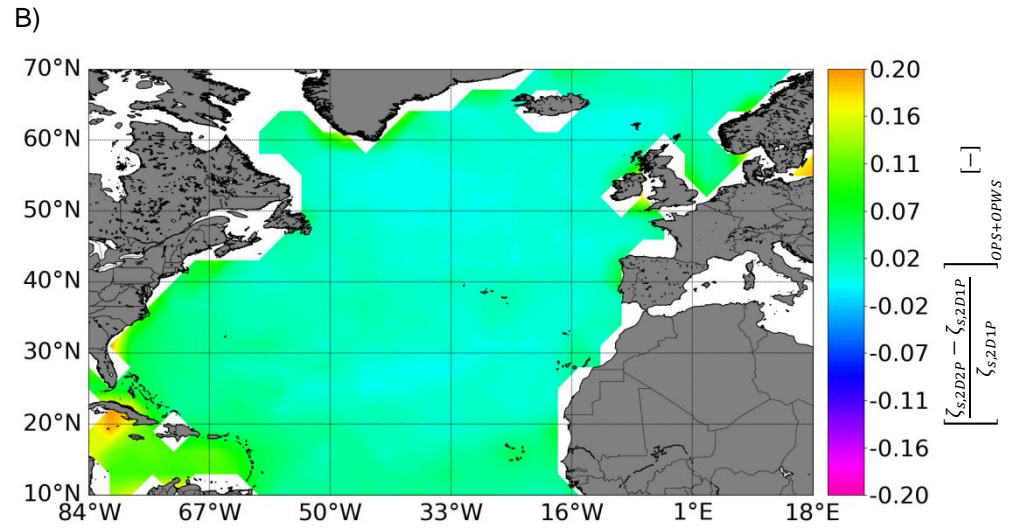 B)
70°N
60°N
50°N
40°N
30°N
20°N
10°N
84°W 67°W 50°W 33°W 16°W 1°E 18°E
0.20
0.16
0.11
0.07
0.02
-0.02
-0.07
-0.11
-0.16
-0.20
[(ζs,2D2P − ζs,2D1P) / ζs,2D1P]OPS+OPWS [−]